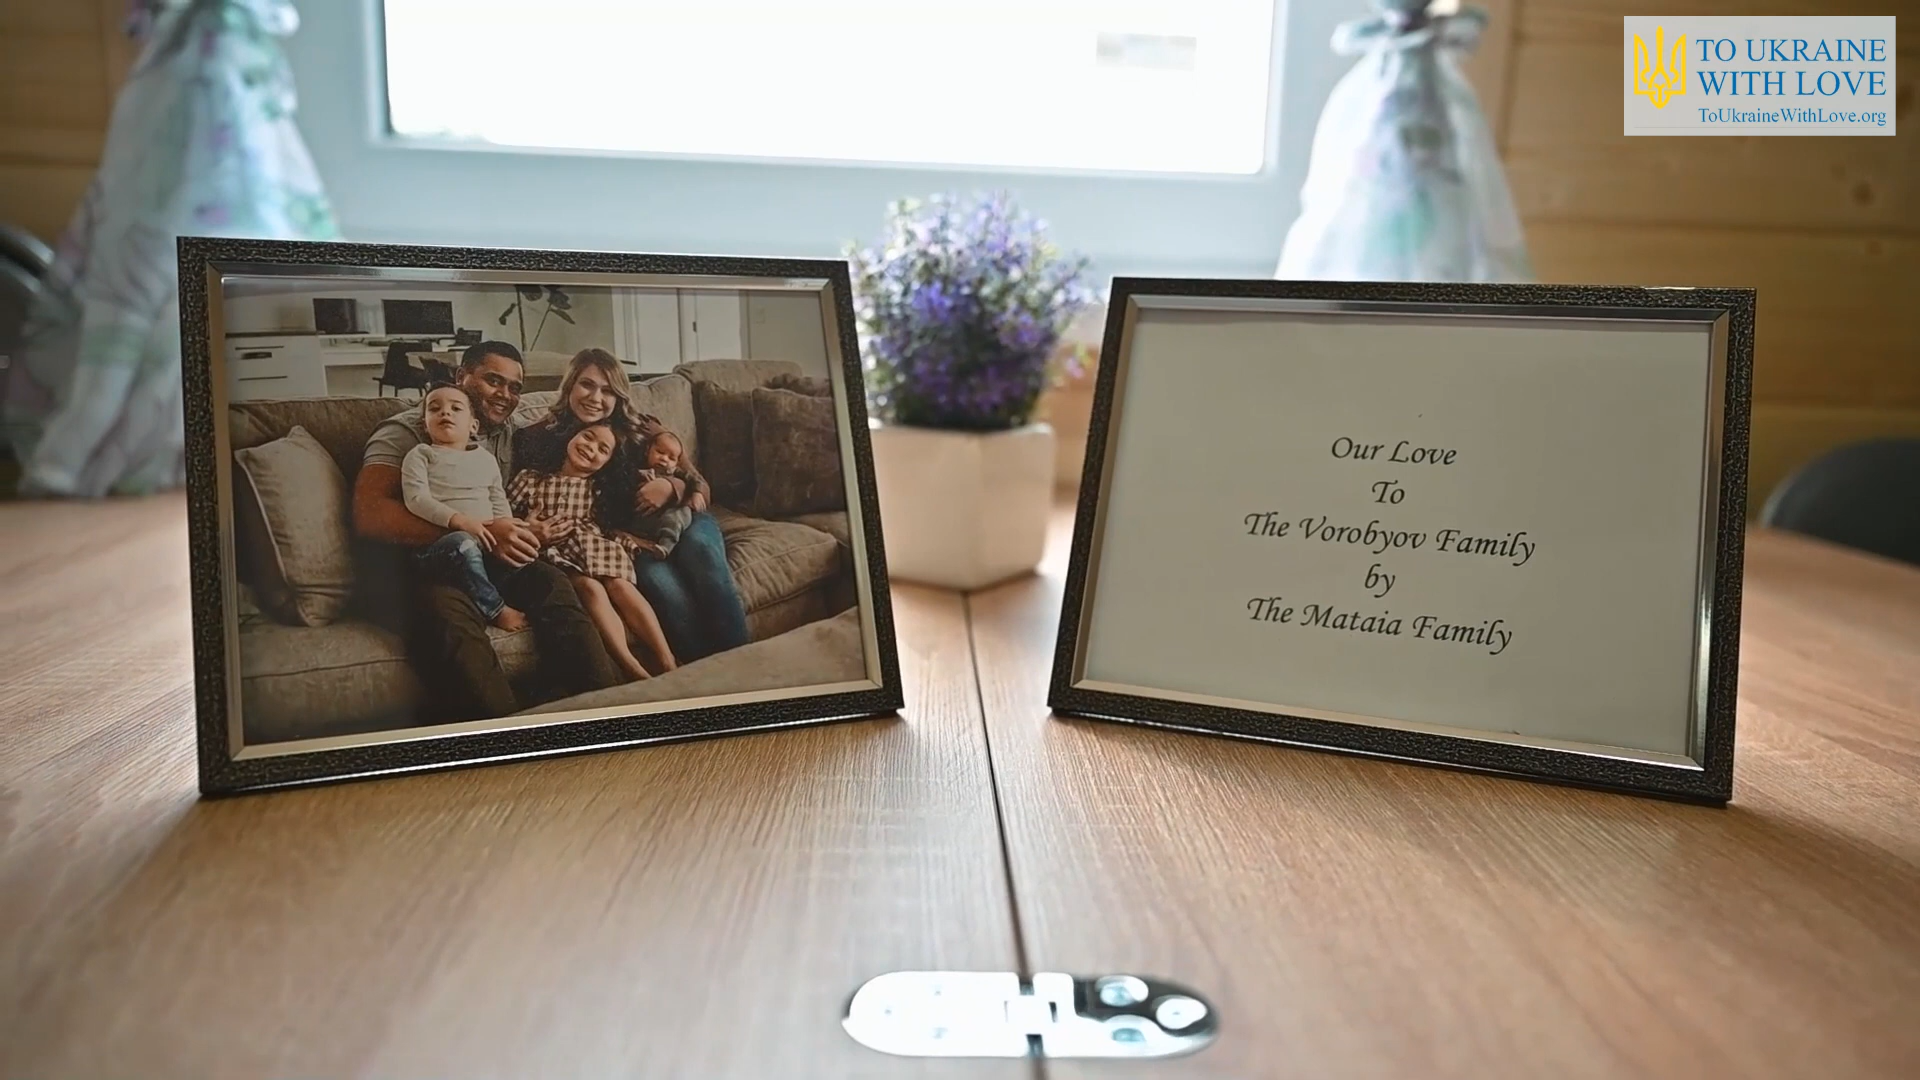 TO UKRAINE
WITH LOVE
ToUkraineWithLove.org
Our Love
To
The Vorobyov Family
by
The Mataia Family